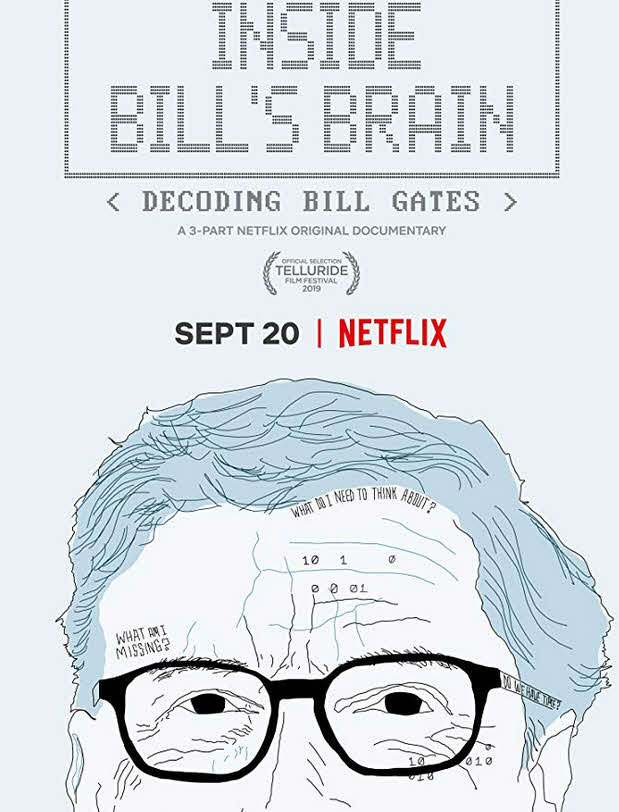 INSIDE
BILL'S BRAIN
< DECODING BILL GATES >
A 3-PART NETFLIX ORIGINAL DOCUMENTARY
OFFICIAL SELECTION
TELLURIDE
FILM FESTIVAL
2019
SEPT 20 | NETFLIX
WHAT DO I NEED TO THINK ABOUT?
10 1 0
0 0 01
WHAT AM I
MISSING?
DO WE HAVE TIME?
0
10 010
010